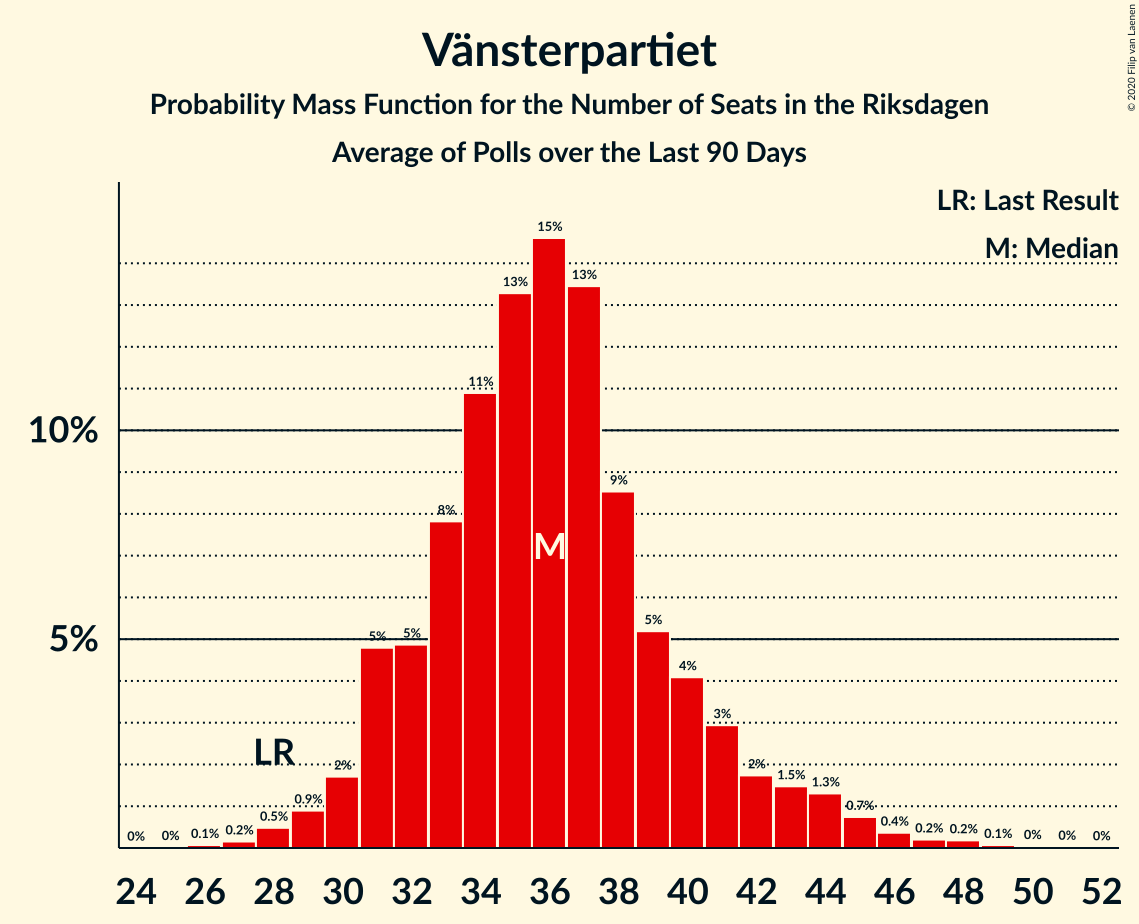 Vänsterpartiet
Probability Mass Function for the Number of Seats in the Riksdagen
Average of Polls over the Last 90 Days
© 2020 Filip van Laenen
LR: Last Result
M: Median
10%
5%
0% 0% 0.1% 0.2% 0.5% 0.9% 2% 5% 5% 8% 11% 13% 15% 13% 9% 5% 4% 3% 2% 1.5% 1.3% 0.7% 0.4% 0.2% 0.2% 0.1% 0% 0% 0%
LR
M
24 26 28 30 32 34 36 38 40 42 44 46 48 50 52